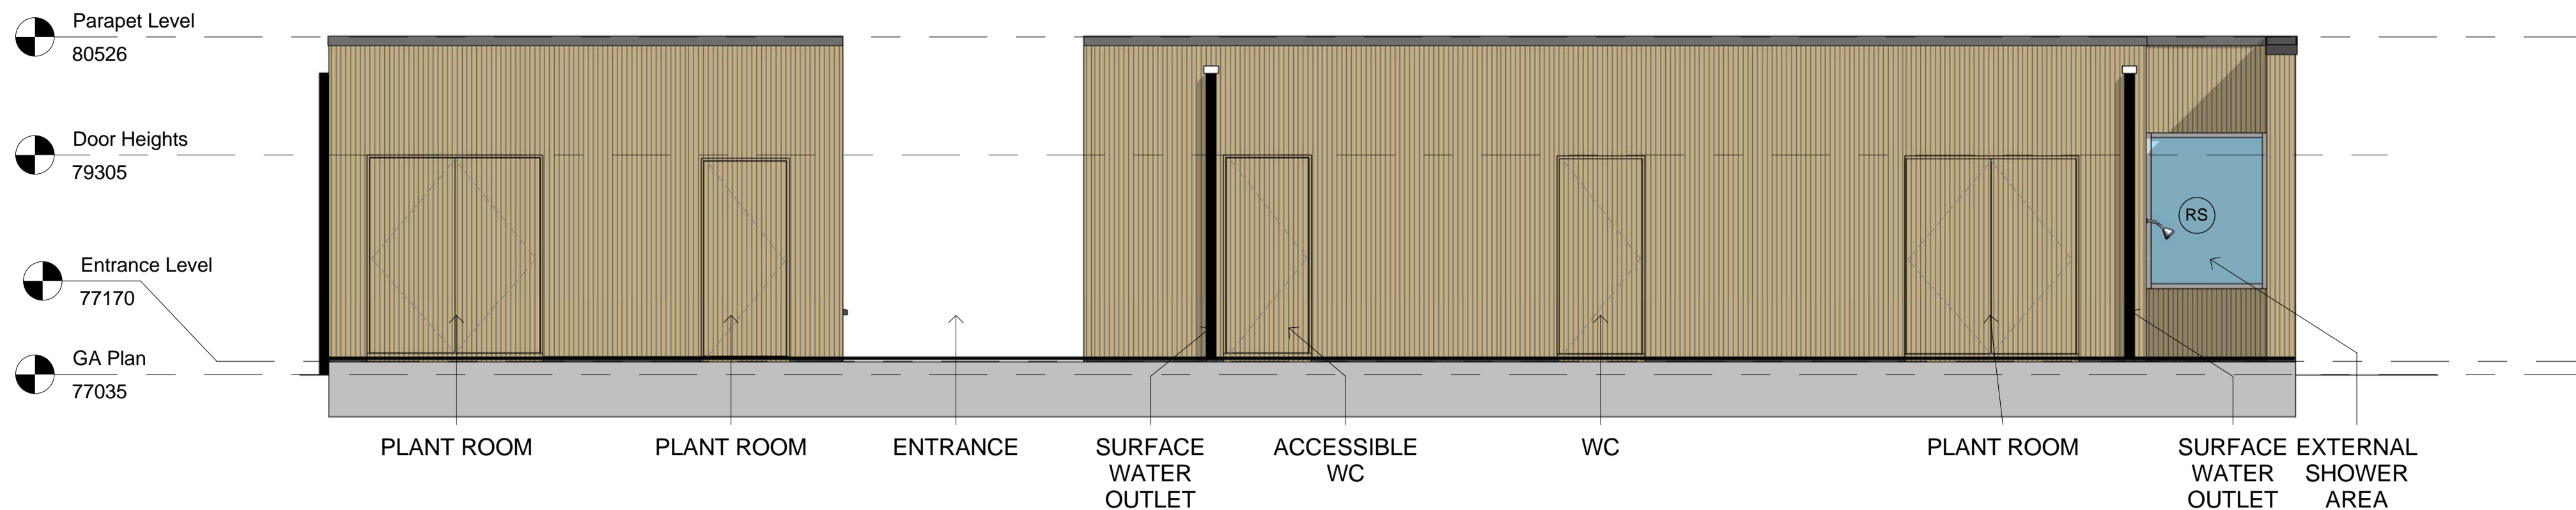 Parapet Level
80526
Door Heights
79305
Entrance Level
77170
GA Plan
77035
RS
PLANT ROOM
PLANT ROOM
ENTRANCE
SURFACE
WATER
OUTLET
ACCESSIBLE
WC
WC
PLANT ROOM
SURFACE
WATER
OUTLET
EXTERNAL
SHOWER
AREA